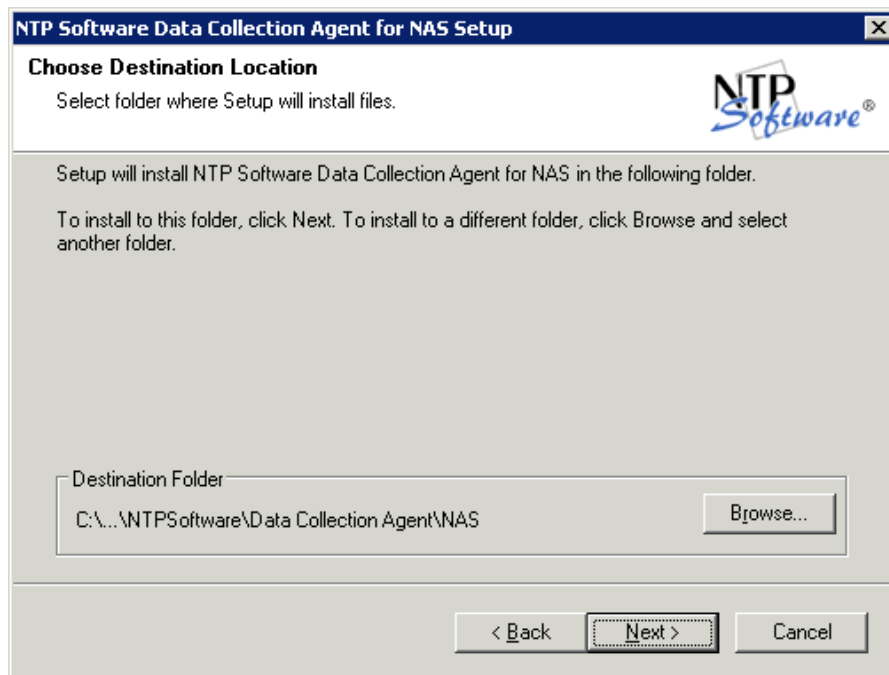 NTP Software Data Collection Agent for NAS Setup
Choose Destination Location
Select folder where Setup will install files.
NTP
Software®
Setup will install NTP Software Data Collection Agent for NAS in the following folder.
To install to this folder, click Next. To install to a different folder, click Browse and select
another folder.
Destination Folder
C:\...\NTPSoftware\Data Collection Agent\NAS
Browse...
< Back
Next >
Cancel